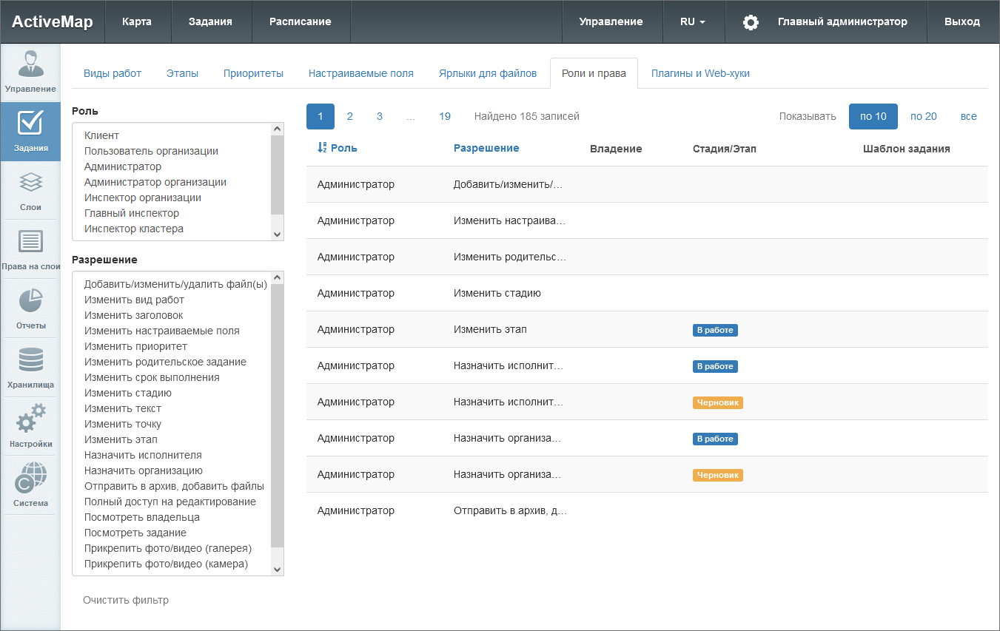 ActiveMap Карта Задания Расписание Управление RU Главный администратор Выход
Управление
Задания
Слои
Права на слои
Отчеты
Хранилища
Настройки
Система
Виды работ Этапы Приоритеты Настраиваемые поля Ярлыки для файлов Роли и права Плагины и Web-хуки
Роль
Клиент
Пользователь организации
Администратор
Администратор организации
Инспектор организации
Главный инспектор
Инспектор кластера
Разрешение
Добавить/изменить/удалить файл(ы)
Изменить вид работ
Изменить заголовок
Изменить настраиваемые поля
Изменить приоритет
Изменить родительское задание
Изменить срок выполнения
Изменить стадию
Изменить текст
Изменить точку
Изменить этап
Назначить исполнителя
Назначить организацию
Отправить в архив, добавить файлы
Полный доступ на редактирование
Посмотреть владельца
Посмотреть задание
Прикрепить фото/видео (галерея)
Прикрепить фото/видео (камера)
Очистить фильтр
1 2 3 ... 19 Найдено 185 записей Показывать по 10 по 20 все
Роль Разрешение Владение Стадия/Этап Шаблон задания
Администратор Добавить/изменить/…
Администратор Изменить настраива…
Администратор Изменить родительс…
Администратор Изменить стадию
Администратор Изменить этап В работе
Администратор Назначить исполнит… В работе
Администратор Назначить исполнит… Черновик
Администратор Назначить организа… В работе
Администратор Назначить организа… Черновик
Администратор Отправить в архив, д…